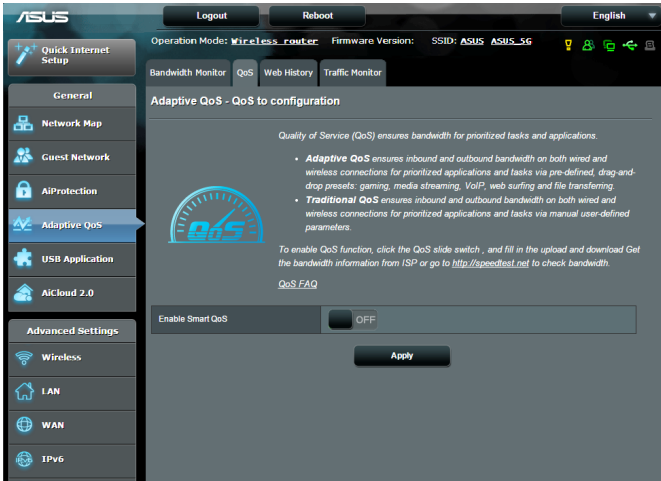 ASUS
Logout
Reboot
English
Quick Internet
Setup
Operation Mode: Wireless router Firmware Version: SSID: ASUS ASUS_5G
Bandwidth Monitor QoS Web History Traffic Monitor
General
Network Map
Guest Network
AiProtection
Adaptive QoS
USB Application
AiCloud 2.0
Advanced Settings
Wireless
LAN
WAN
IPv6
Adaptive QoS - QoS to configuration
QoS
Quality of Service (QoS) ensures bandwidth for prioritized tasks and applications.
• Adaptive QoS ensures inbound and outbound bandwidth on both wired and
wireless connections for prioritized applications and tasks via pre-defined, drag-and-
drop presets: gaming, media streaming, VoIP, web surfing and file transferring.
• Traditional QoS ensures inbound and outbound bandwidth on both wired and
wireless connections for prioritized applications and tasks via manual user-defined
parameters.
To enable QoS function, click the QoS slide switch , and fill in the upload and download Get
the bandwidth information from ISP or go to http://speedtest.net to check bandwidth.
QoS FAQ
Enable Smart QoS OFF
Apply